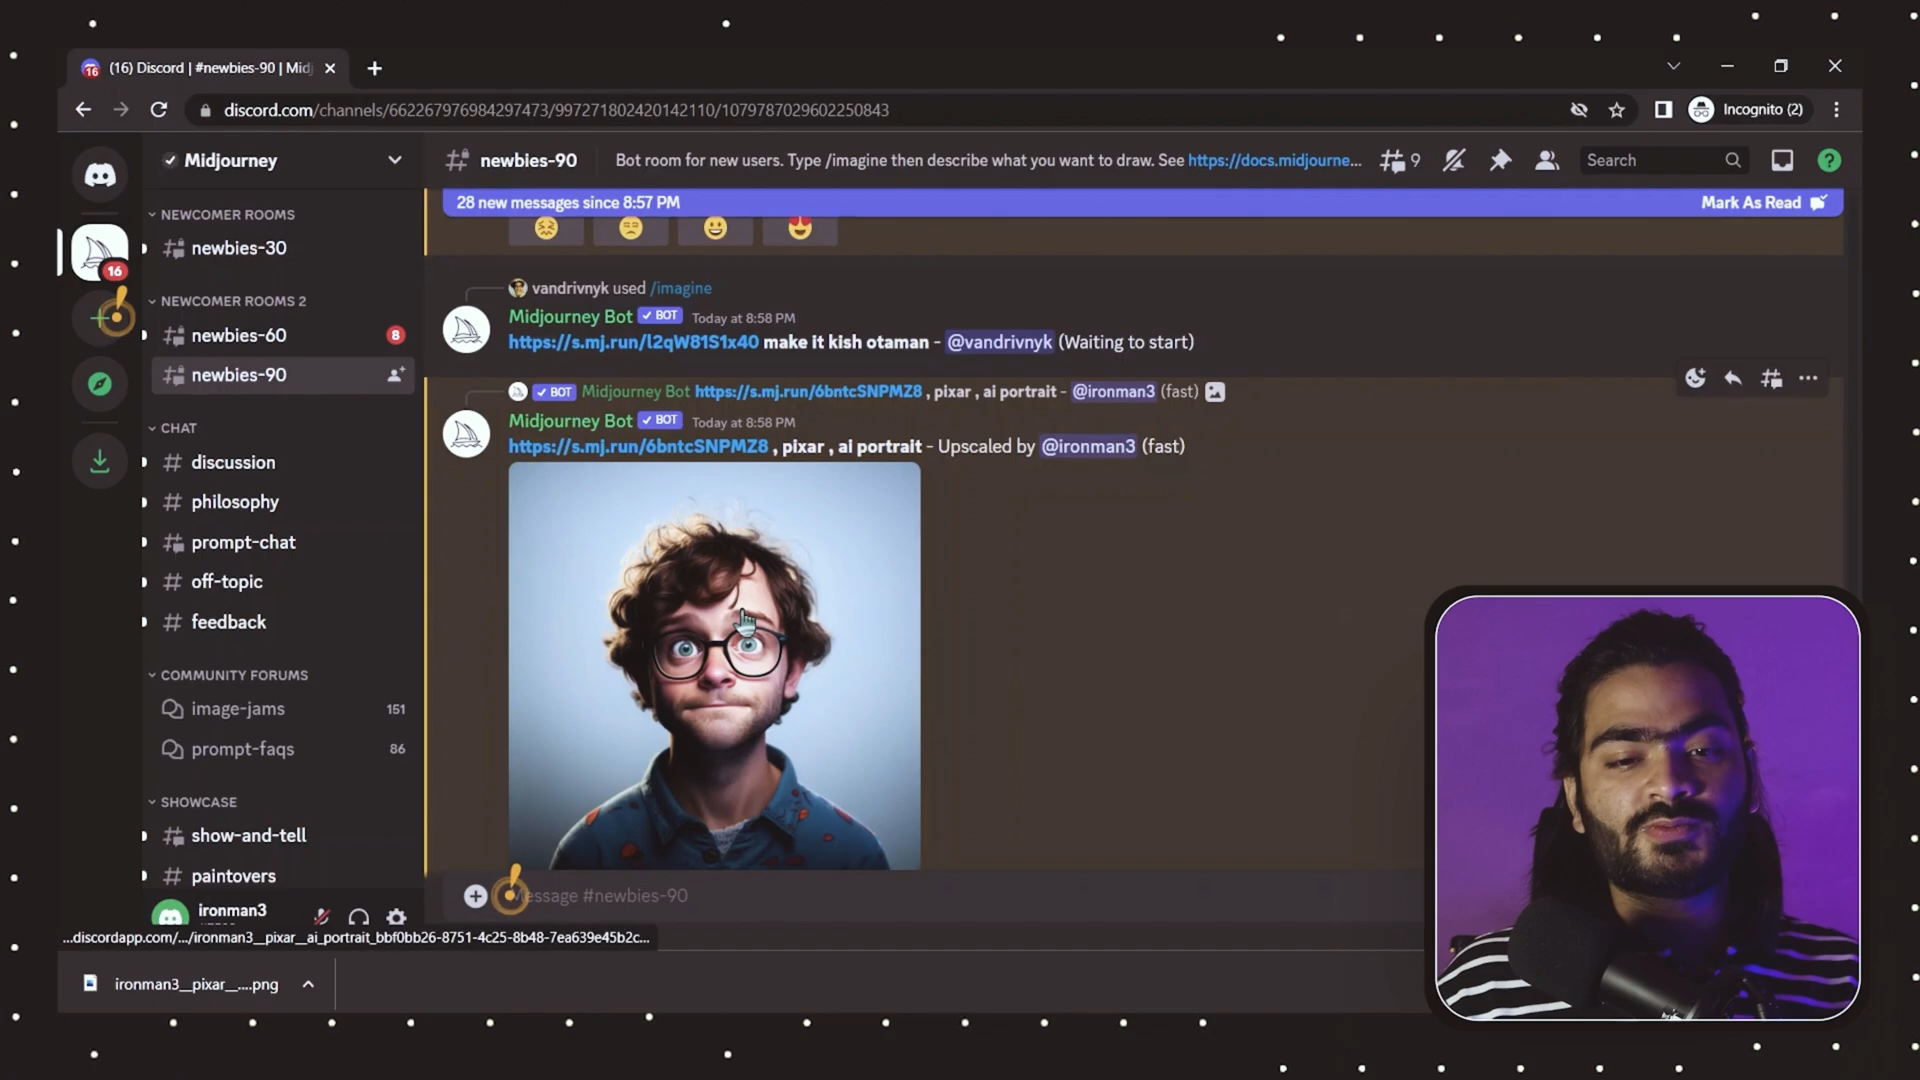 (16) Discord | #newbies-90 | Mid
discord.com/channels/662267976984297473/997271802420142110/1079787029602250843
Incognito (2)
Midjourney
newbies-90
Bot room for new users. Type /imagine then describe what you want to draw. See https://docs.midjourne...
9
Search
28 new messages since 8:57 PM
Mark As Read
NEWCOMER ROOMS
newbies-30
16
NEWCOMER ROOMS 2
newbies-60
8
newbies-90
CHAT
discussion
philosophy
prompt-chat
off-topic
feedback
COMMUNITY FORUMS
image-jams 151
prompt-faqs 86
SHOWCASE
show-and-tell
paintovers
ironman3
vandrivnyk used /imagine
Midjourney Bot BOT Today at 8:58 PM
https://s.mj.run/l2qW81S1x40 make it kish otaman - @vandrivnyk (Waiting to start)
BOT Midjourney Bot https://s.mj.run/6bntcSNPMZ8 , pixar , ai portrait - @ironman3 (fast)
Midjourney Bot BOT Today at 8:58 PM
https://s.mj.run/6bntcSNPMZ8 , pixar , ai portrait - Upscaled by @ironman3 (fast)
Message #newbies-90
...discordapp.com/.../ironman3__pixar__ai_portrait_bbf0bb26-8751-4c25-8b48-7ea639e45b2c...
ironman3__pixar__....png